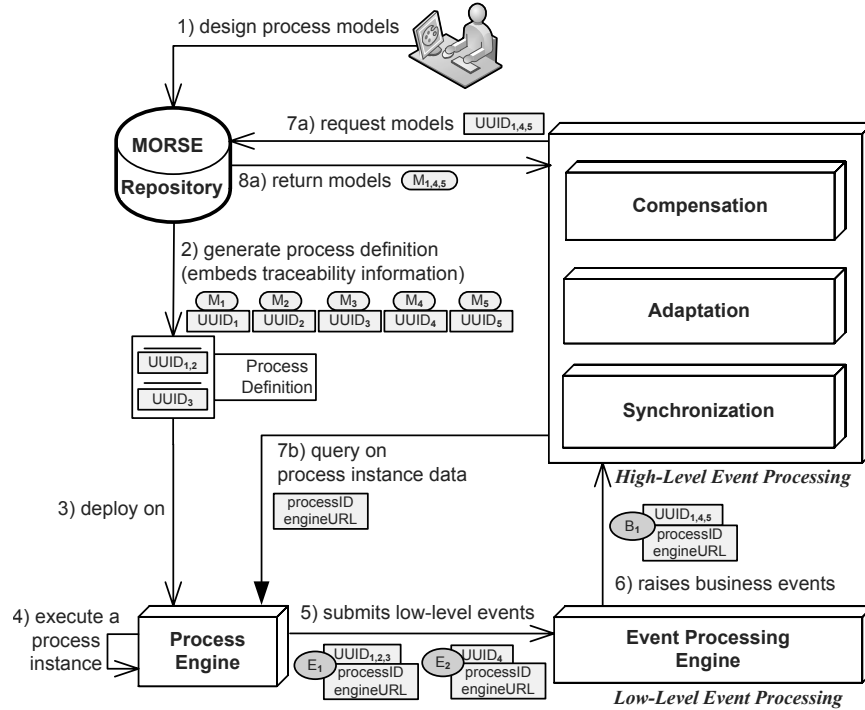 1) design process models
MORSE
Repository
7a) request models
UUID1,4,5
8a) return models
M1,4,5
Compensation
Adaptation
Synchronization
High-Level Event Processing
2) generate process definition
(embeds traceability information)
M1
M2
M3
M4
M5
UUID1
UUID2
UUID3
UUID4
UUID5
UUID1,2
UUID3
Process
Definition
7b) query on
process instance data
processID
engineURL
3) deploy on
B1
UUID1,4,5
processID
engineURL
6) raises business events
4) execute a
process
instance
Process
Engine
5) submits low-level events
E1
UUID1,2,3
processID
engineURL
E2
UUID4
processID
engineURL
Event Processing
Engine
Low-Level Event Processing